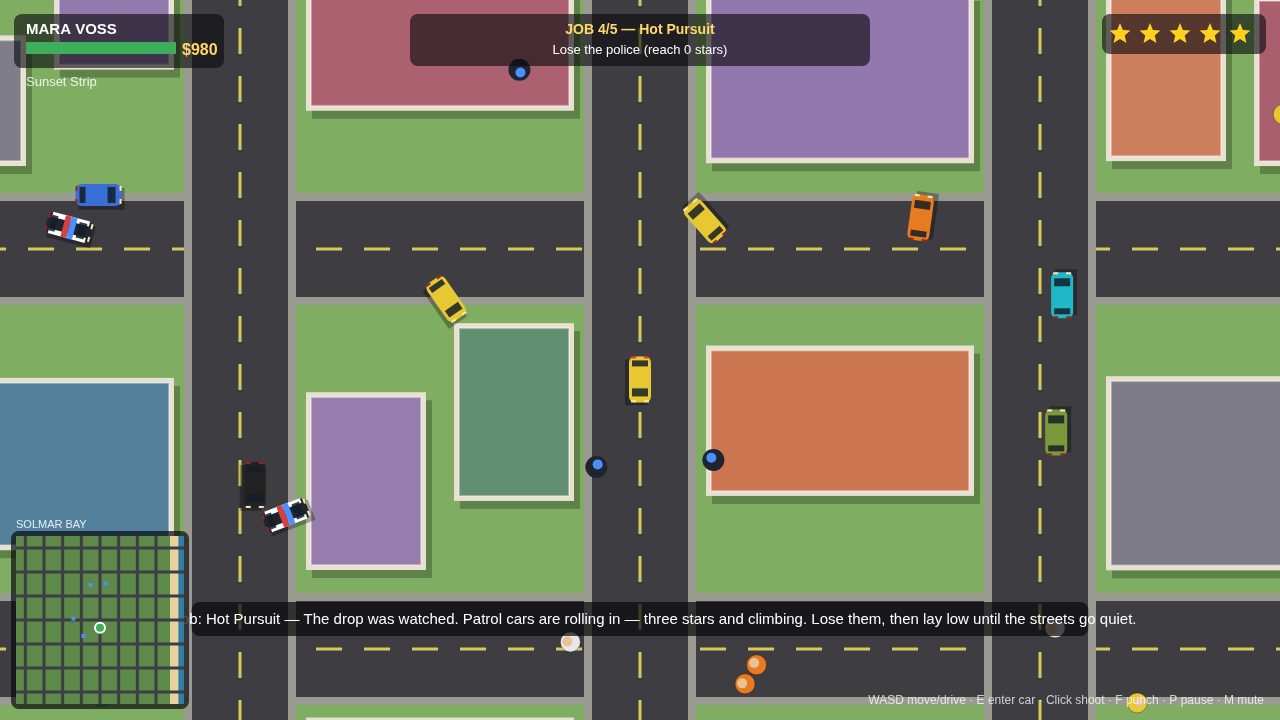 MARA VOSS
$980
Sunset Strip
JOB 4/5 — Hot Pursuit
Lose the police (reach 0 stars)
SOLMAR BAY
b: Hot Pursuit — The drop was watched. Patrol cars are rolling in — three stars and climbing. Lose them, then lay low until the streets go quiet.
WASD move/drive · E enter car · Click shoot · F punch · P pause · M mute